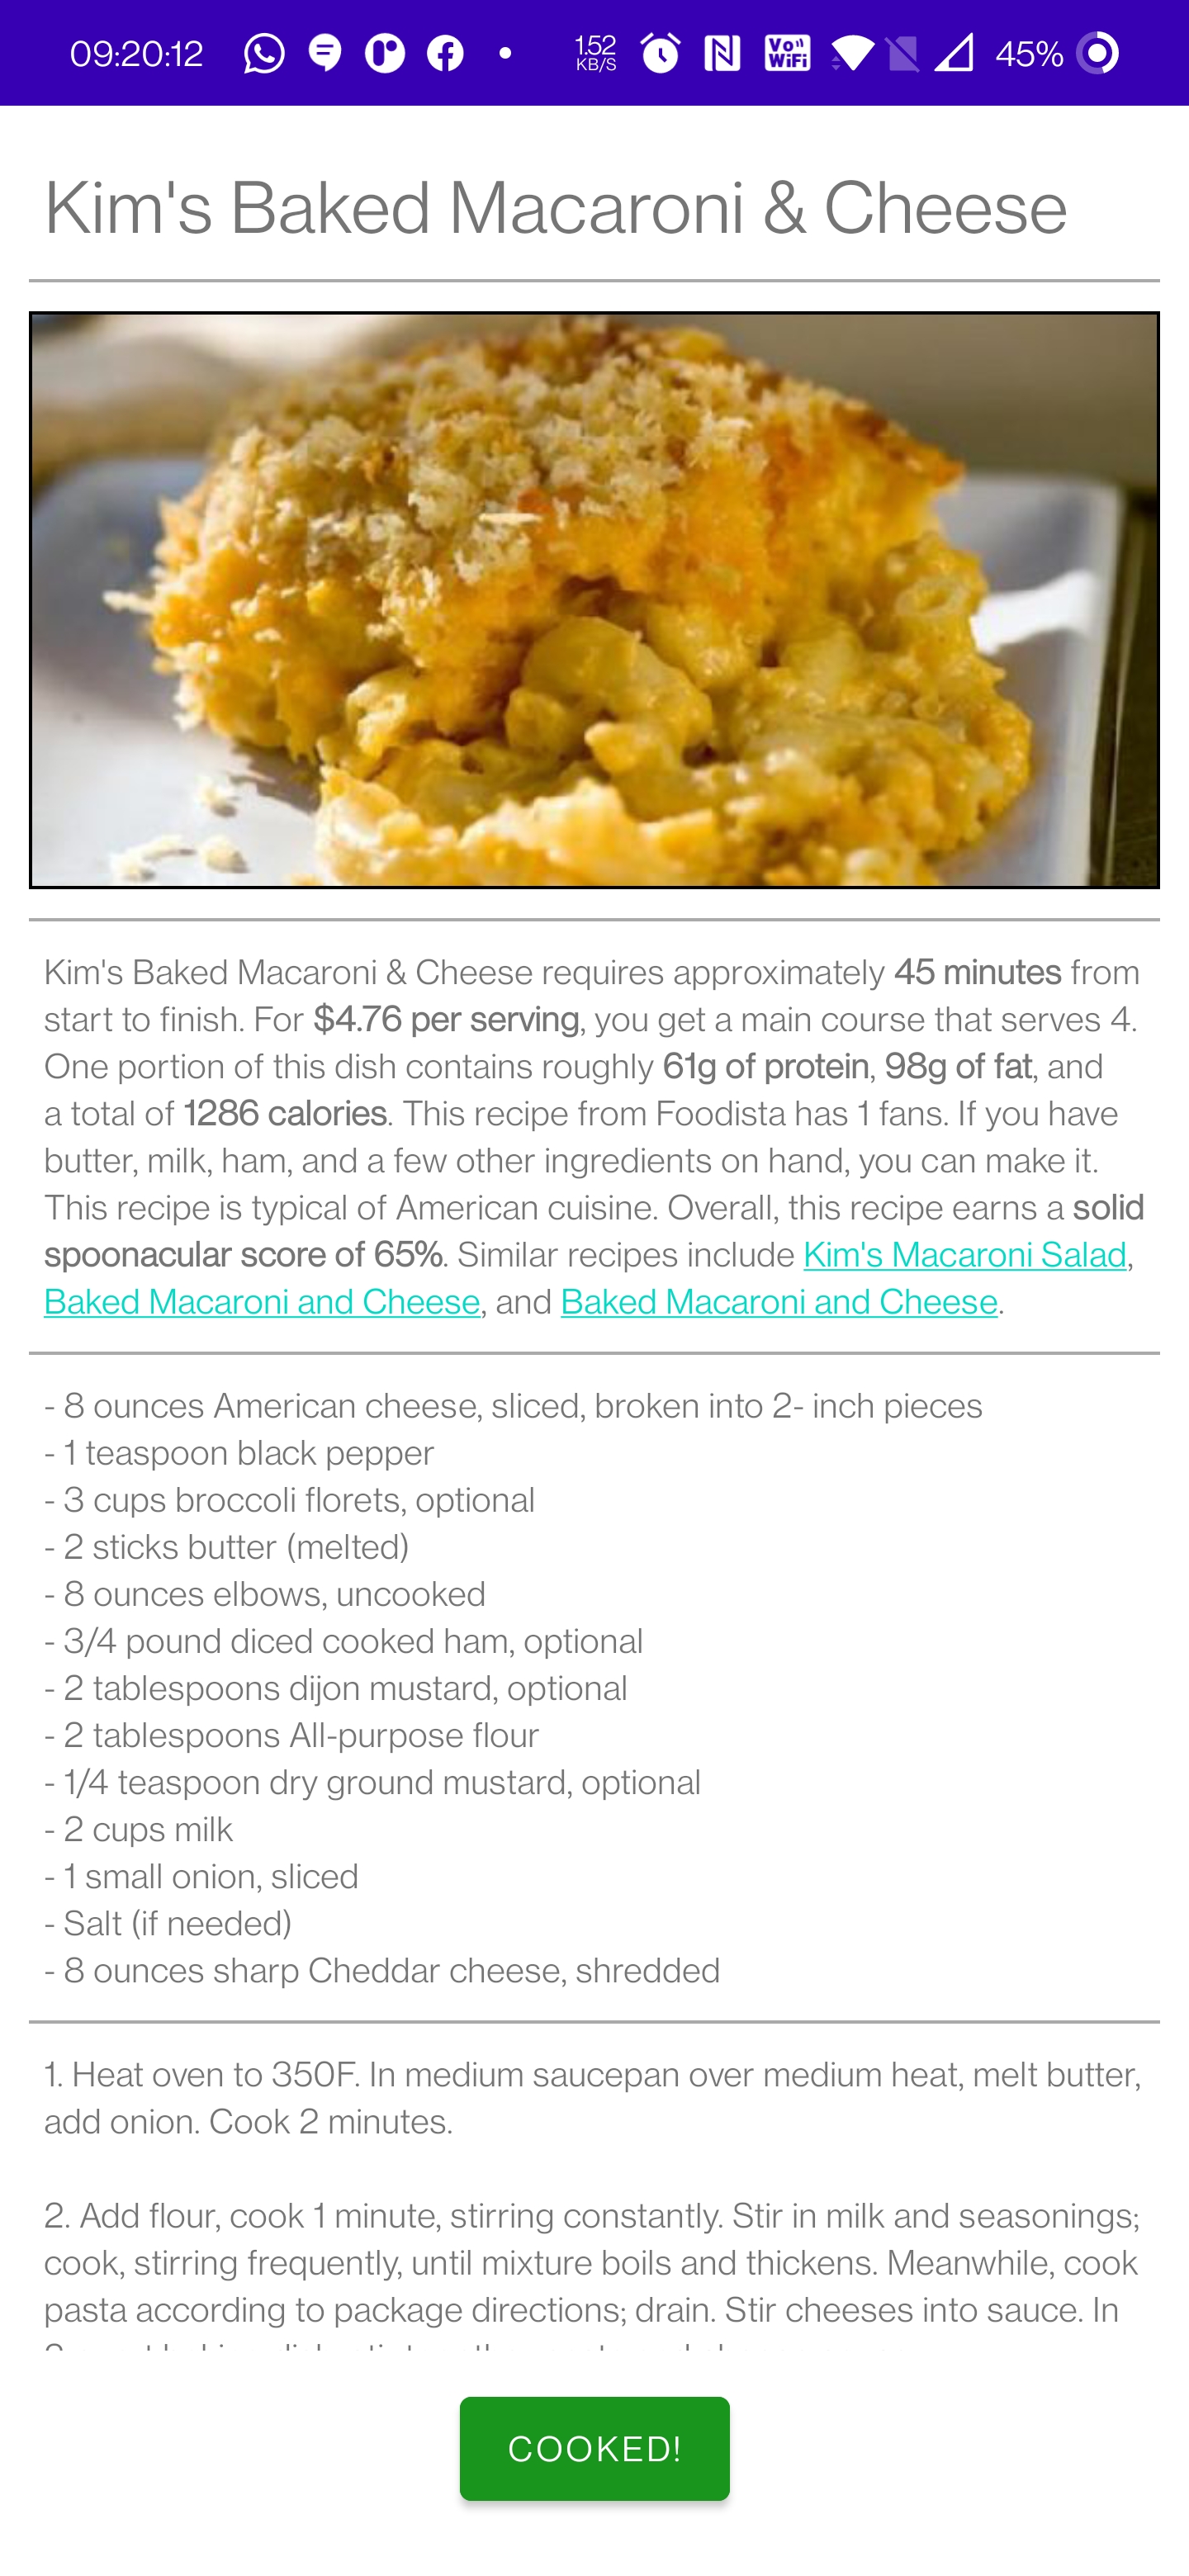 09:20:12 1.52 KB/S Vo WiFi 45%
Kim's Baked Macaroni & Cheese
Kim's Baked Macaroni & Cheese requires approximately 45 minutes from
start to finish. For $4.76 per serving, you get a main course that serves 4.
One portion of this dish contains roughly 61g of protein, 98g of fat, and
a total of 1286 calories. This recipe from Foodista has 1 fans. If you have
butter, milk, ham, and a few other ingredients on hand, you can make it.
This recipe is typical of American cuisine. Overall, this recipe earns a solid
spoonacular score of 65%. Similar recipes include Kim's Macaroni Salad,
Baked Macaroni and Cheese, and Baked Macaroni and Cheese.
- 8 ounces American cheese, sliced, broken into 2- inch pieces
- 1 teaspoon black pepper
- 3 cups broccoli florets, optional
- 2 sticks butter (melted)
- 8 ounces elbows, uncooked
- 3/4 pound diced cooked ham, optional
- 2 tablespoons dijon mustard, optional
- 2 tablespoons All-purpose flour
- 1/4 teaspoon dry ground mustard, optional
- 2 cups milk
- 1 small onion, sliced
- Salt (if needed)
- 8 ounces sharp Cheddar cheese, shredded
1. Heat oven to 350F. In medium saucepan over medium heat, melt butter,
add onion. Cook 2 minutes.
2. Add flour, cook 1 minute, stirring constantly. Stir in milk and seasonings;
cook, stirring frequently, until mixture boils and thickens. Meanwhile, cook
pasta according to package directions; drain. Stir cheeses into sauce. In
COOKED!